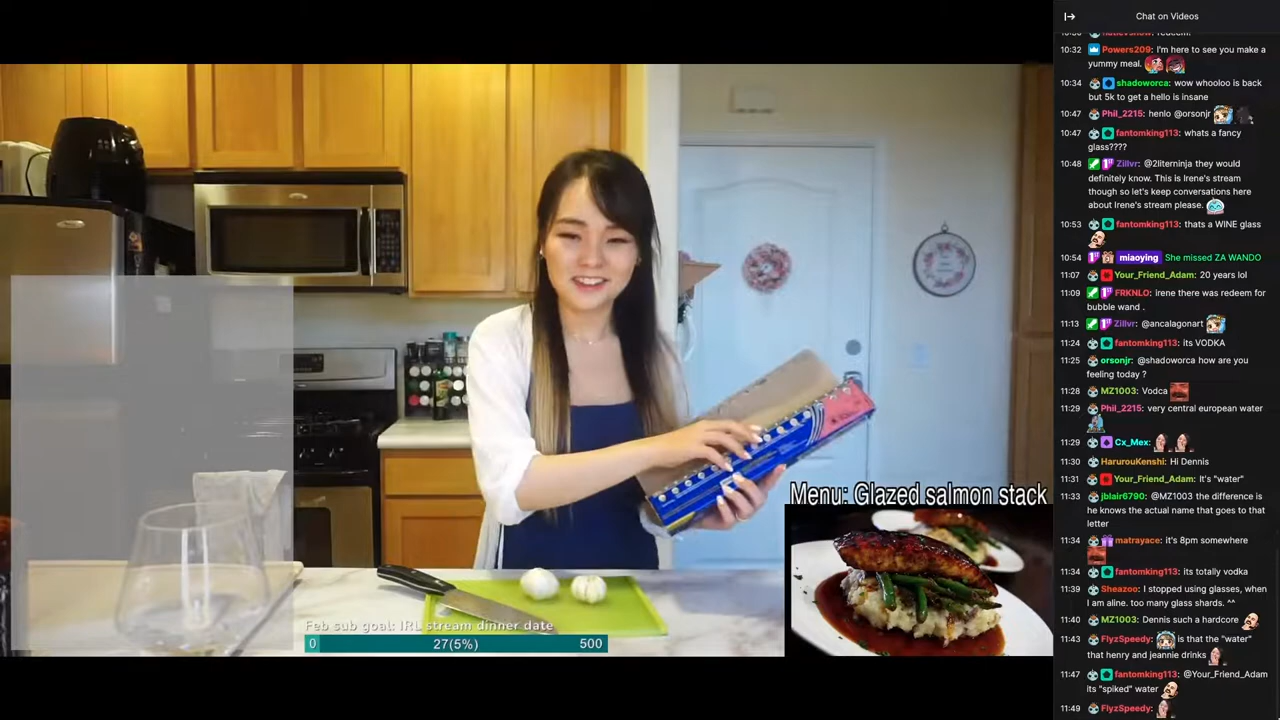 Menu: Glazed salmon stack
Feb sub goal: IRL stream dinner date
0 27(5%) 500
Chat on Videos
10:32 Powers209: I'm here to see you make a
yummy meal.
10:34 shadoworca: wow whooloo is back
but 5k to get a hello is insane
10:47 Phil_2215: henlo @orsonjr
10:47 fantomking113: whats a fancy
glass????
10:48 Zillvr: @2literninja they would
definitely know. This is Irene's stream
though so let's keep conversations here
about Irene's stream please.
10:53 fantomking113: thats a WINE glass
10:54 miaoying She missed ZA WANDO
11:07 Your_Friend_Adam: 20 years lol
11:09 FRKNLO: irene there was redeem for
bubble wand .
11:13 Zillvr: @ancalagonart
11:24 fantomking113: its VODKA
11:25 orsonjr: @shadoworca how are you
feeling today ?
11:28 MZ1003: Vodca
11:29 Phil_2215: very central european water
11:29 Cx_Mex:
11:30 HarurouKenshi: Hi Dennis
11:31 Your_Friend_Adam: It's "water"
11:33 jblair6790: @MZ1003 the difference is
he knows the actual name that goes to that
letter
11:34 matrayace: it's 8pm somewhere
11:34 fantomking113: its totally vodka
11:39 Sheazoo: I stopped using glasses, when
I am aline. too many glass shards. ^^
11:40 MZ1003: Dennis such a hardcore
11:43 FlyzSpeedy: is that the "water"
that henry and jeannie drinks
11:47 fantomking113: @Your_Friend_Adam
its "spiked" water
11:49 FlyzSpeedy: